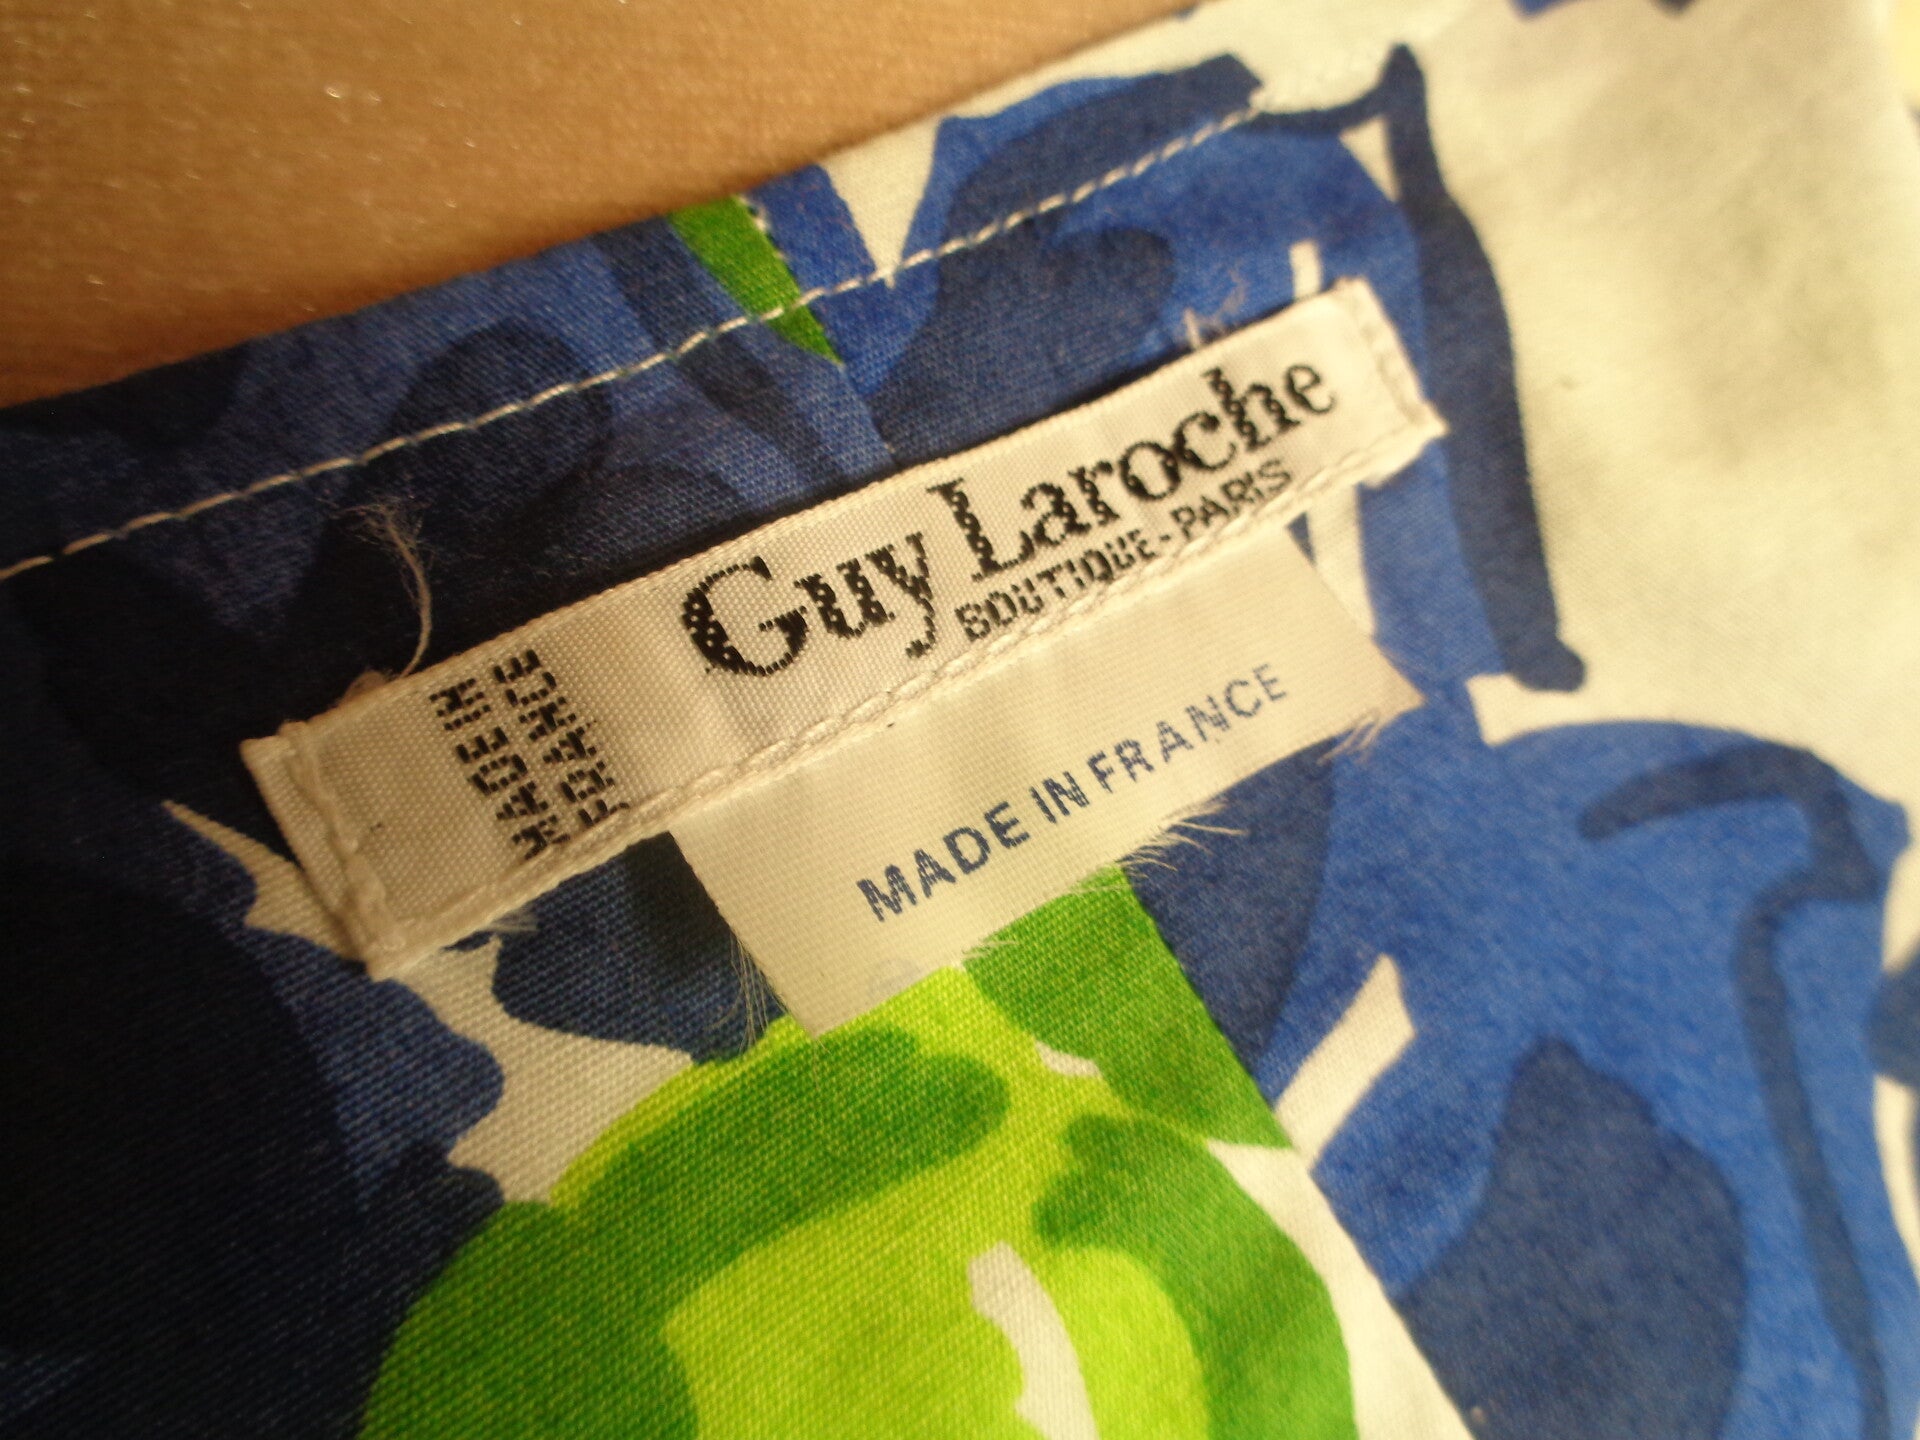 MADE IN
FRANCE
Guy Laroche
BOUTIQUE - PARIS
MADE IN FRANCE